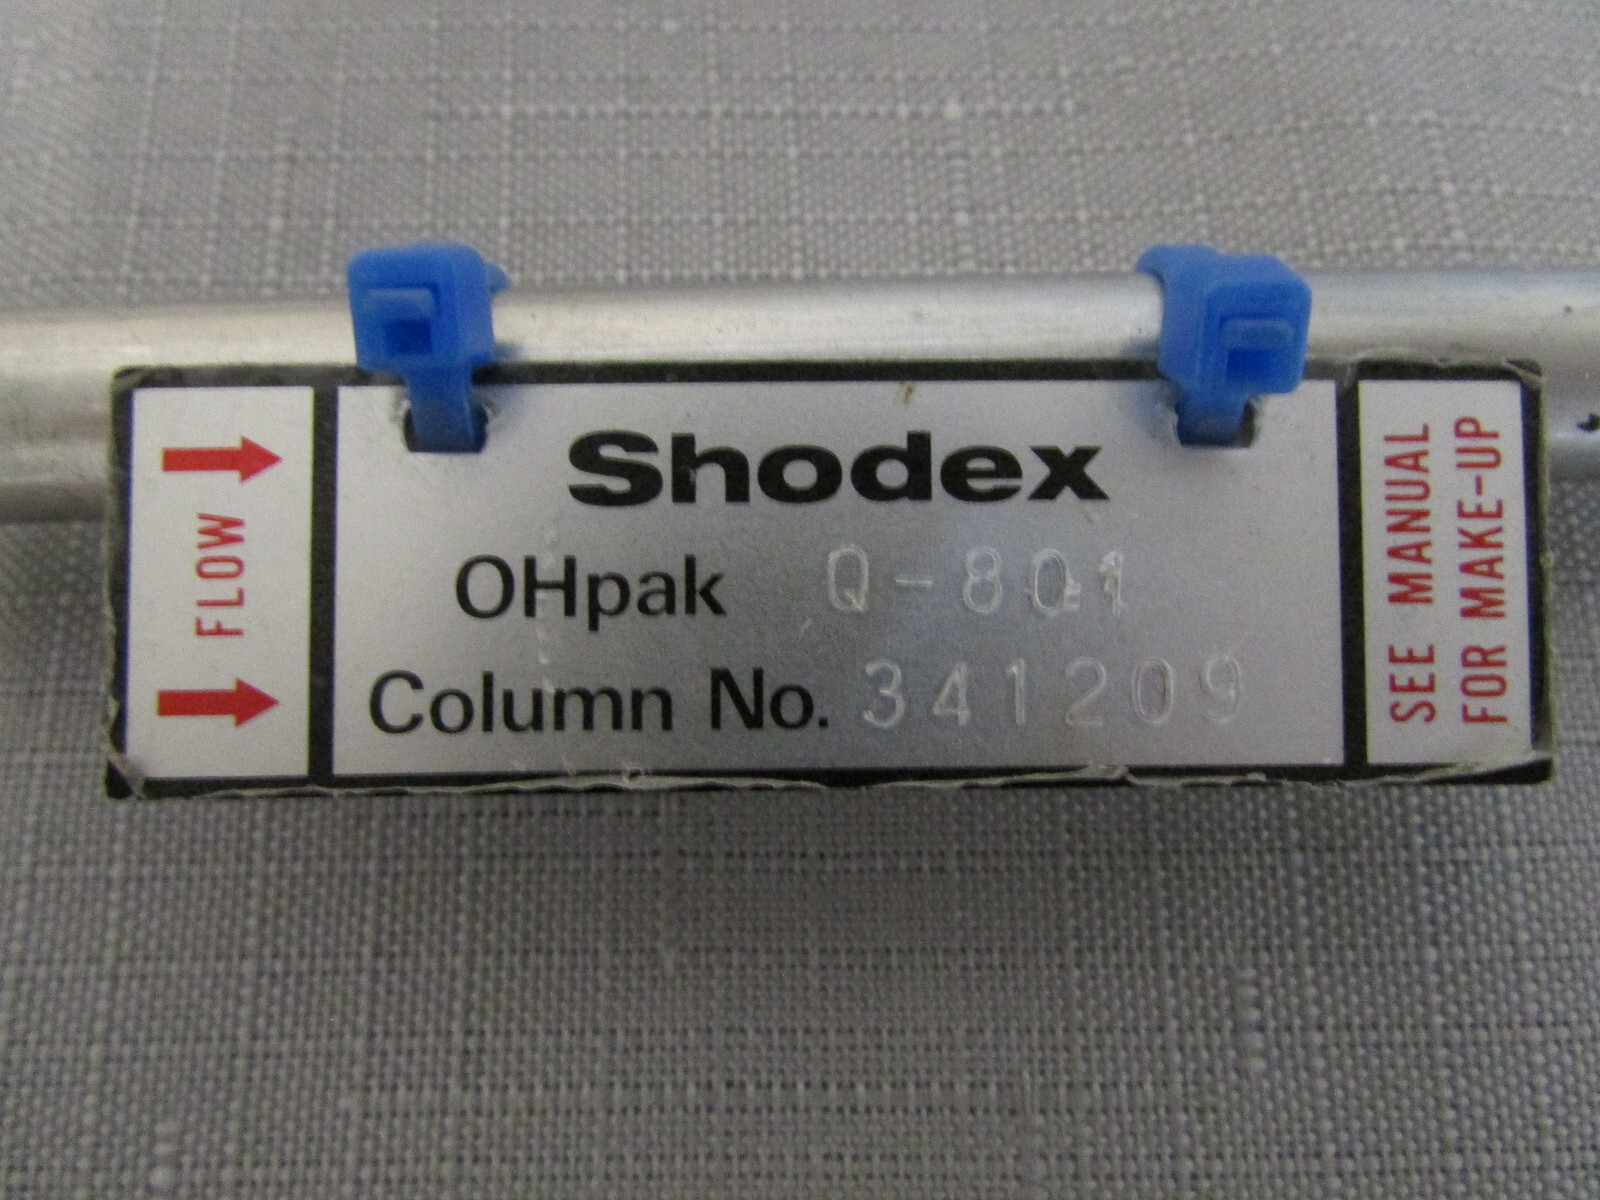 FLOW
Shodex
OHpak Q-801
Column No. 341209
SEE MANUAL
FOR MAKE-UP